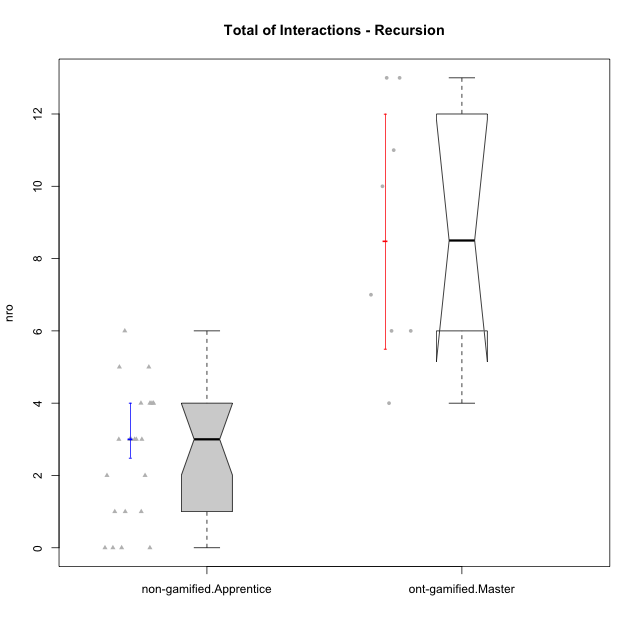 Total of Interactions - Recursion
nro
12
10
8
6
4
2
0
non-gamified.Apprentice
ont-gamified.Master